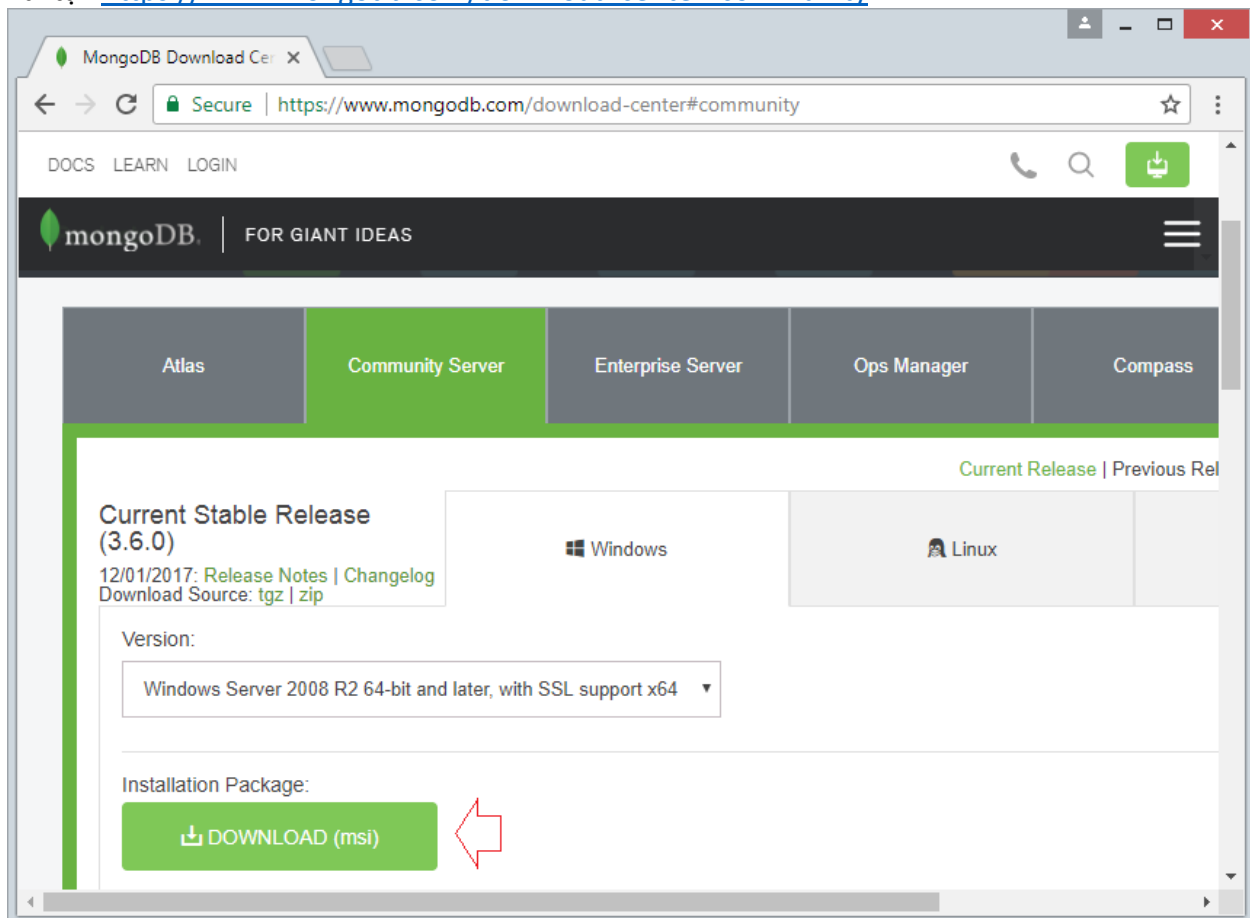 MongoDB Download Cer
Secure | https://www.mongodb.com/download-center#community
DOCS LEARN LOGIN
mongoDB. FOR GIANT IDEAS
Atlas Community Server Enterprise Server Ops Manager Compass
Current Release | Previous Rel
Current Stable Release
(3.6.0)
12/01/2017: Release Notes | Changelog
Download Source: tgz | zip
Windows Linux
Version:
Windows Server 2008 R2 64-bit and later, with SSL support x64
Installation Package:
DOWNLOAD (msi)